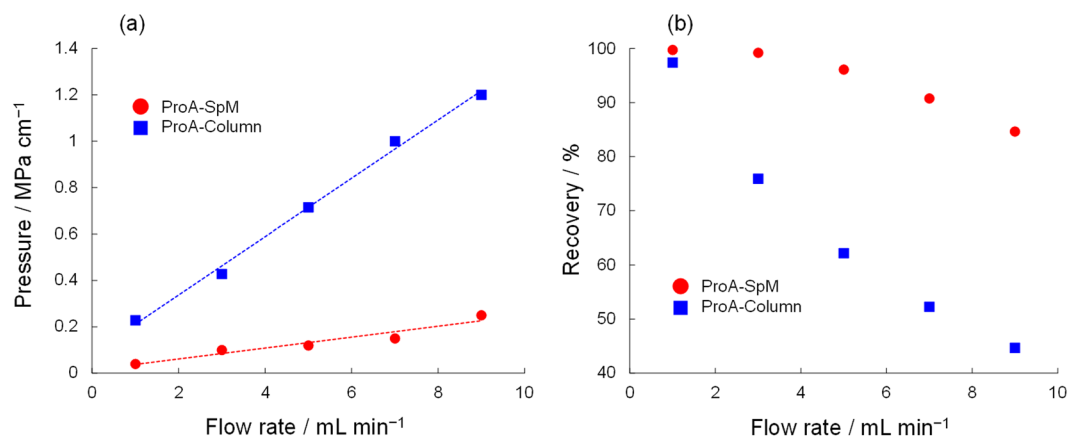 (a)
1.4
1.2
1
0.8
0.6
0.4
0.2
0
Pressure / MPa cm⁻¹
ProA-SpM
ProA-Column
0 2 4 6 8 10
Flow rate / mL min⁻¹
(b)
100
90
80
70
60
50
40
Recovery / %
ProA-SpM
ProA-Column
0 2 4 6 8 10
Flow rate / mL min⁻¹